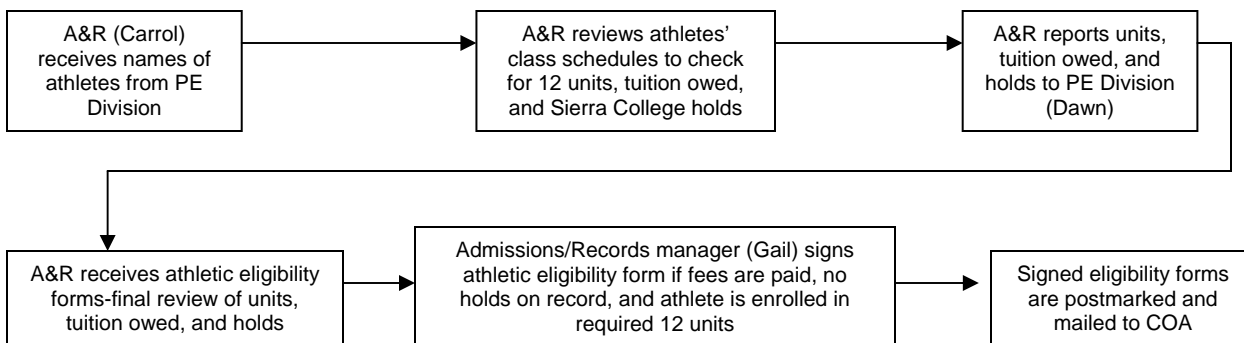 A&R (Carrol)
receives names of
athletes from PE
Division
A&R reviews athletes'
class schedules to check
for 12 units, tuition owed,
and Sierra College holds
A&R reports units,
tuition owed, and
holds to PE Division
(Dawn)
A&R receives athletic eligibility
forms-final review of units,
tuition owed, and holds
Admissions/Records manager (Gail) signs
athletic eligibility form if fees are paid, no
holds on record, and athlete is enrolled in
required 12 units
Signed eligibility forms
are postmarked and
mailed to COA